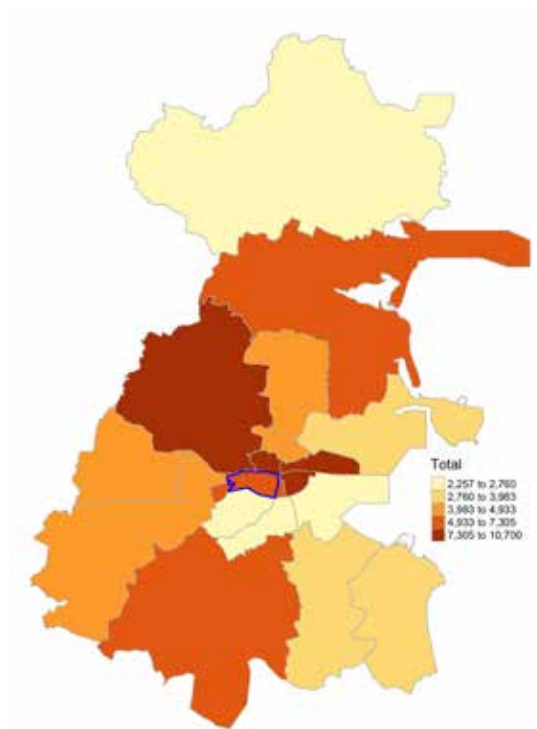 Total
2,257 to 2,760
2,760 to 3,983
3,983 to 4,933
4,933 to 7,305
7,305 to 10,700